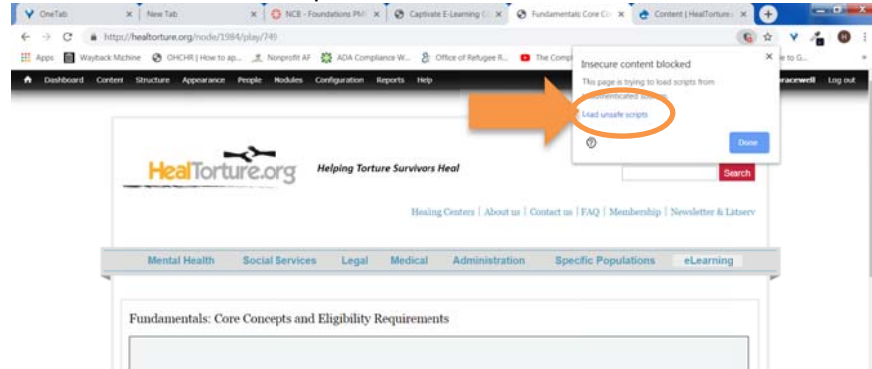 OneTab New Tab NCB - Foundations PM Captivate E-Learning Fundamentals: Core Co Content | HealTorture.
https://healtorture.org/node/1984/play/749
Apps Wayback Machine OHCHR | How to ap... Nonprofit AF ADA Compliance W... Office of Refugee R... The Compl
Dashboard Content Structure Appearance People Modules Configuration Reports Help Log out
Insecure content blocked
This page is trying to load scripts from
unauthenticated sources.
Load unsafe scripts
Done
HealTorture.org
Helping Torture Survivors Heal
Search
Healing Centers | About us | Contact us | FAQ | Membership | Newsletter & Listserv
Mental Health Social Services Legal Medical Administration Specific Populations eLearning
Fundamentals: Core Concepts and Eligibility Requirements